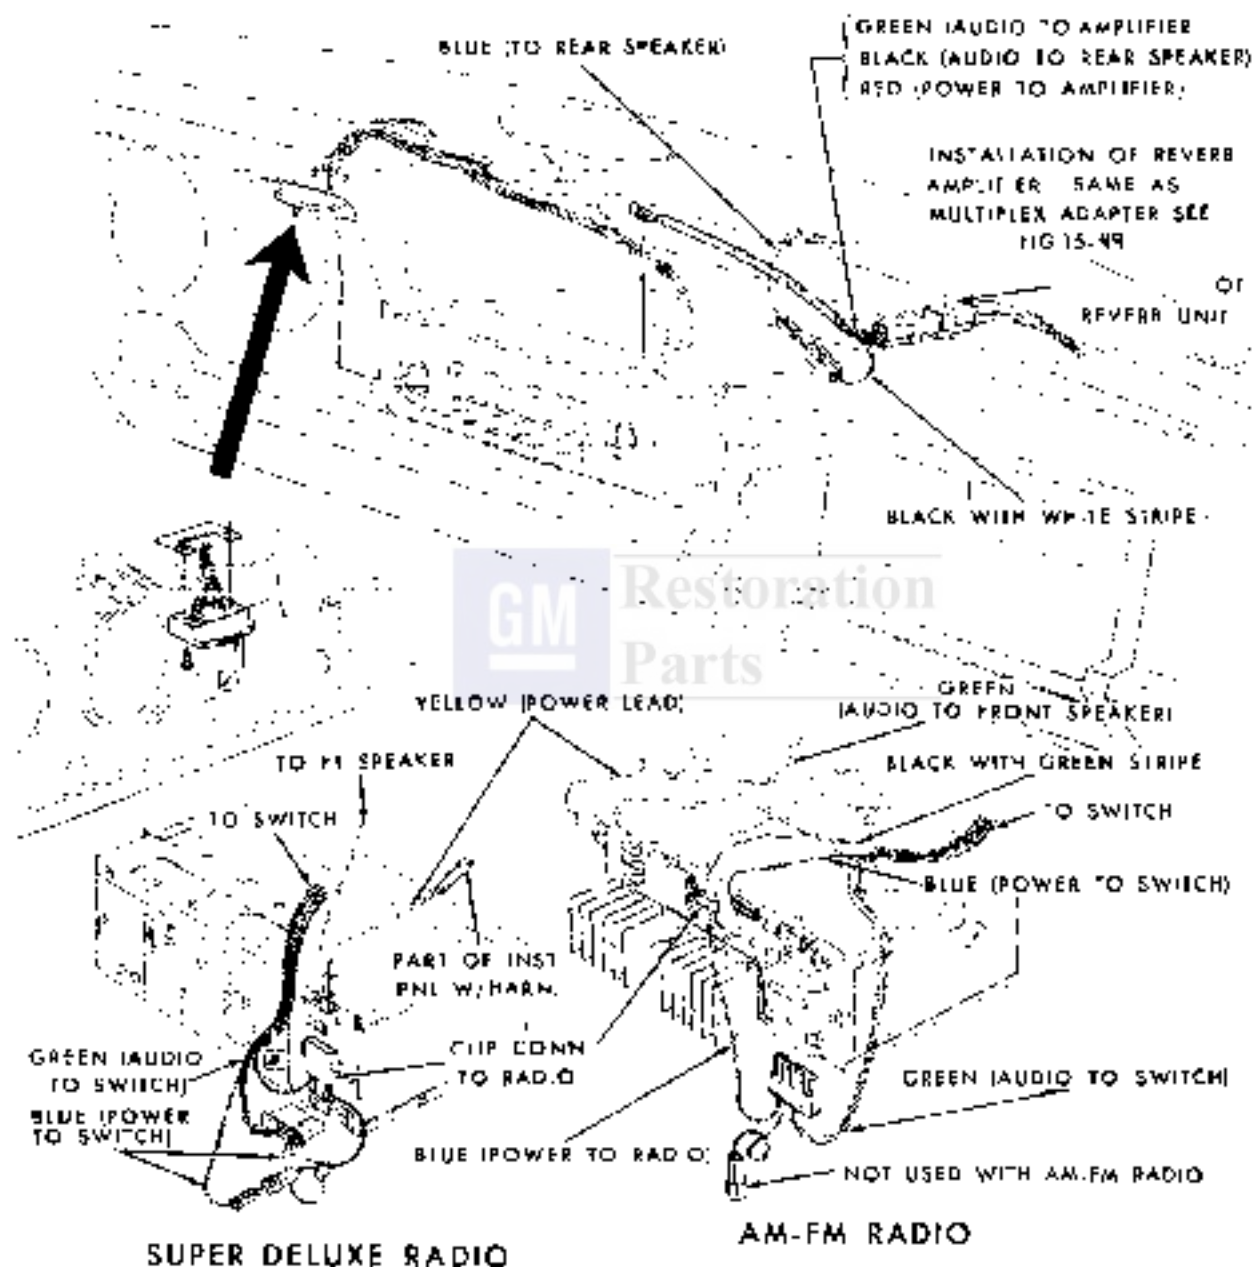 BLUE (TO REAR SPEAKER)
GREEN (AUDIO TO AMPLIFIER
BLACK (AUDIO TO REAR SPEAKER)
RED (POWER TO AMPLIFIER)
INSTALLATION OF REVERB
AMPLIFIER SAME AS
MULTIPLEX ADAPTER SEE
FIG 15-49
REVERB UNIT
BLACK WITH WHITE STRIPE
GM
Restoration
Parts
YELLOW (POWER LEAD)
GREEN
(AUDIO TO FRONT SPEAKER)
TO SPEAKER
BLACK WITH GREEN STRIPE
TO SWITCH
TO SWITCH
BLUE (POWER TO SWITCH)
PART OF INST
PNL W/HARN.
CLIP CONN
TO RADIO
GREEN (AUDIO
TO SWITCH)
BLUE (POWER
TO SWITCH)
GREEN (AUDIO TO SWITCH)
BLUE (POWER TO RADIO)
NOT USED WITH AM-FM RADIO
SUPER DELUXE RADIO
AM-FM RADIO